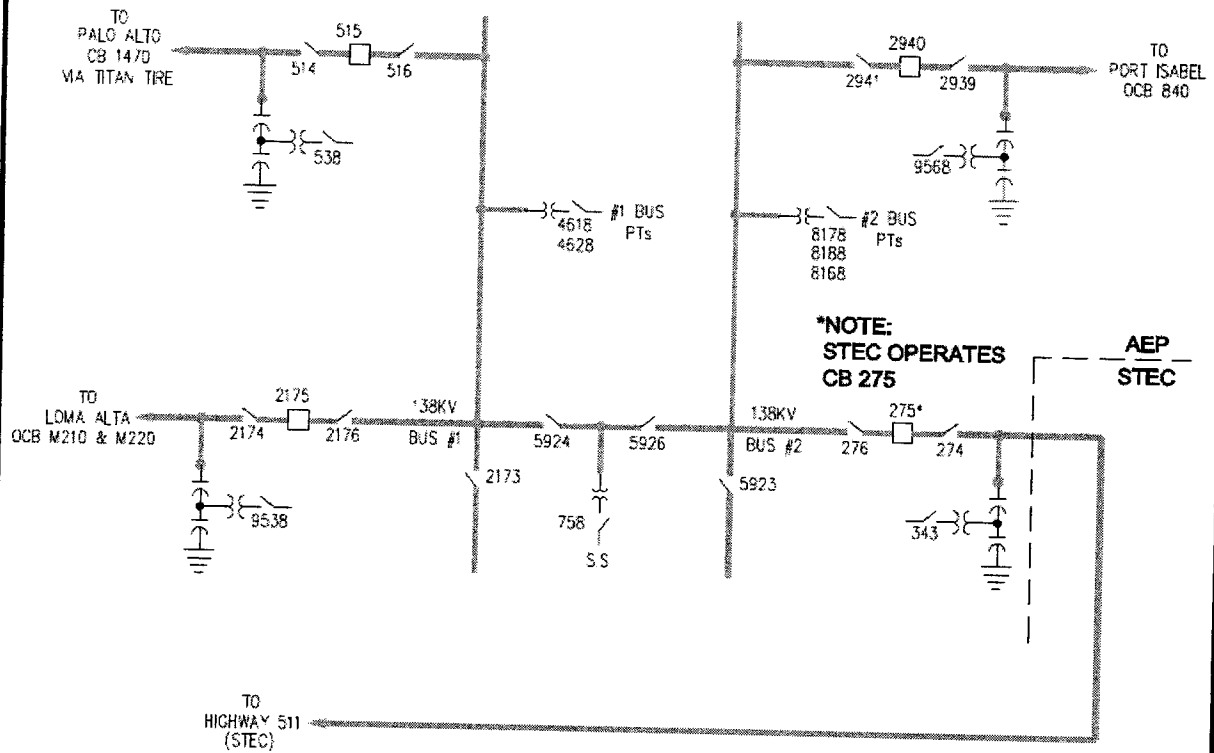 TO
PALO ALTO
CB 1470
VIA TITAN TIRE
514
515
516
538
2941
2940
2939
TO
PORT ISABEL
OCB 840
9568
4618
4628
#1 BUS
PTs
8178
8188
8168
#2 BUS
PTs
*NOTE:
STEC OPERATES
CB 275
AEP
STEC
TO
LOMA ALTA
OCB M210 & M220
2174
2175
2176
138KV
BUS #1
5924
5926
138KV
BUS #2
276
275*
274
2173
5923
9538
758
S.S
343
TO
HIGHWAY 511
(STEC)